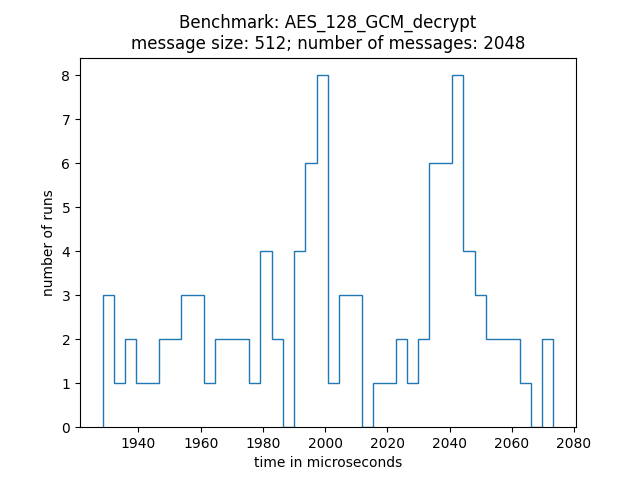 Benchmark: AES_128_GCM_decrypt
message size: 512; number of messages: 2048
8
7
6
5
4
3
2
1
0
number of runs
1940 1960 1980 2000 2020 2040 2060 2080
time in microseconds